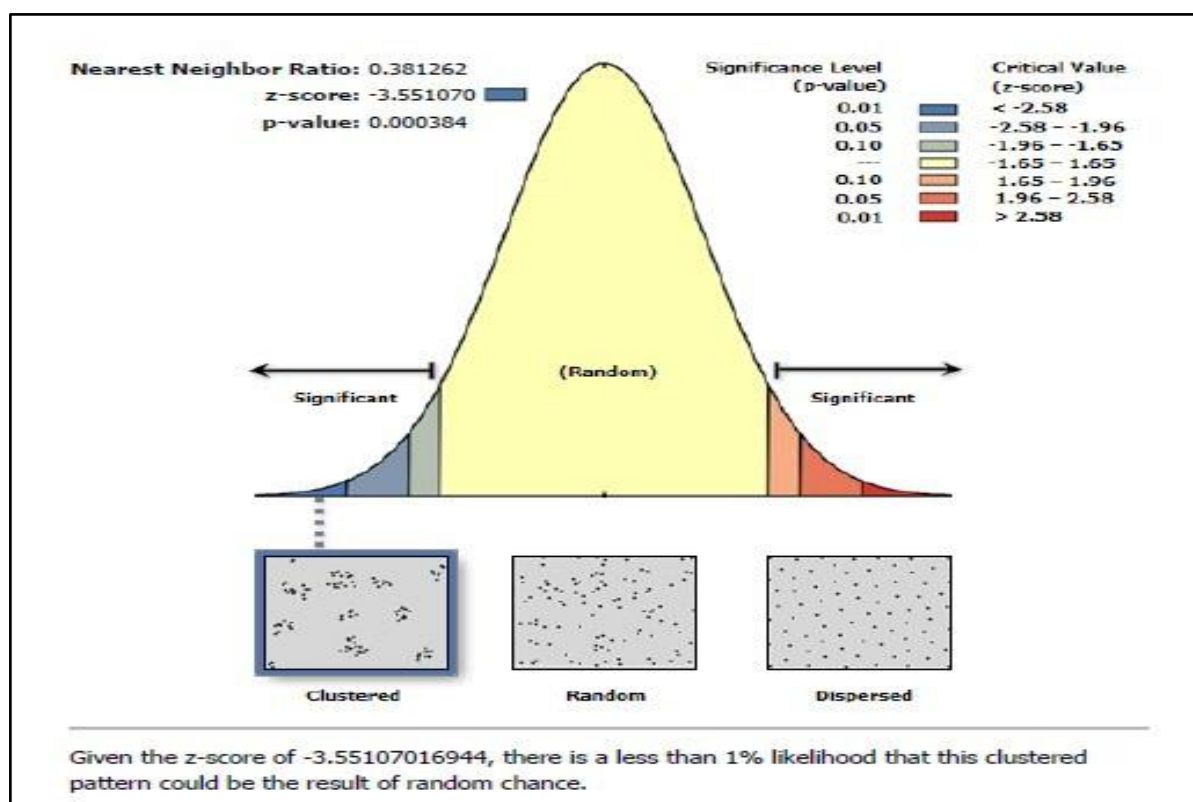 Nearest Neighbor Ratio: 0.381262
z-score: -3.551070
p-value: 0.000384
Significance Level
(p-value)
Critical Value
(z-score)
0.01 < -2.58
0.05 -2.58 – -1.96
0.10 -1.96 – -1.65
— -1.65 – 1.65
0.10 1.65 – 1.96
0.05 1.96 – 2.58
0.01 > 2.58
(Random)
Significant
Significant
Clustered
Random
Dispersed
Given the z-score of -3.55107016944, there is a less than 1% likelihood that this clustered
pattern could be the result of random chance.